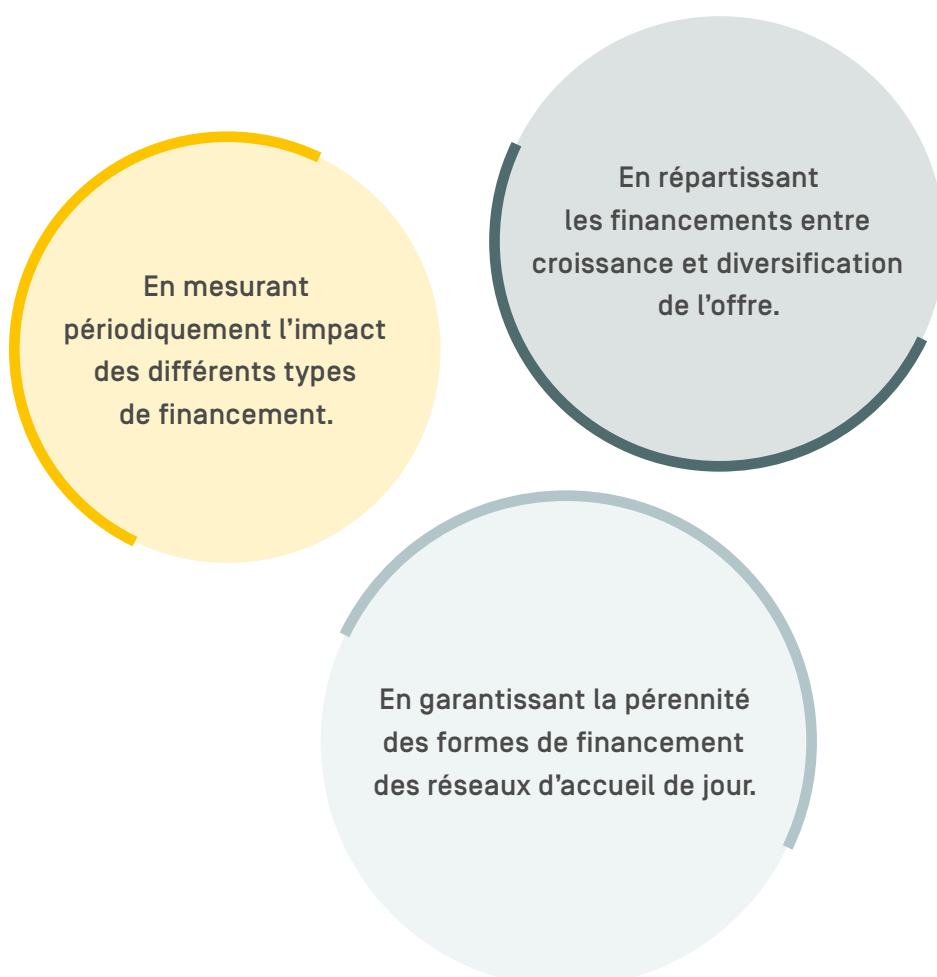 En mesurant
périodiquement l’impact
des différents types
de financement.
En répartissant
les financements entre
croissance et diversification
de l’offre.
En garantissant la pérennité
des formes de financement
des réseaux d’accueil de jour.